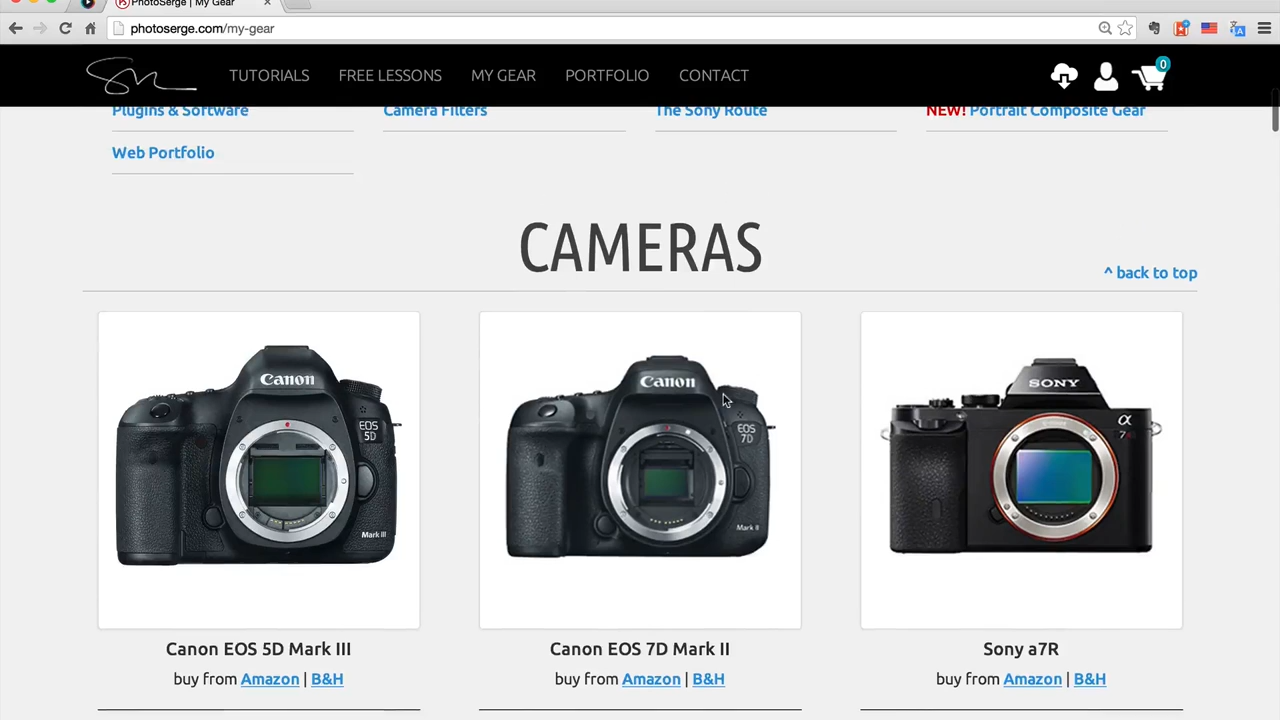 PhotoSerge | My Gear
photoserge.com/my-gear
TUTORIALS FREE LESSONS MY GEAR PORTFOLIO CONTACT 0
Plugins & Software Camera Filters The Sony Route NEW! Portrait Composite Gear
Web Portfolio
CAMERAS
^ back to top
Canon Canon SONY
EOS 5D EOS 7D α 7R
Mark III Mark II
Canon EOS 5D Mark III Canon EOS 7D Mark II Sony a7R
buy from Amazon | B&H buy from Amazon | B&H buy from Amazon | B&H